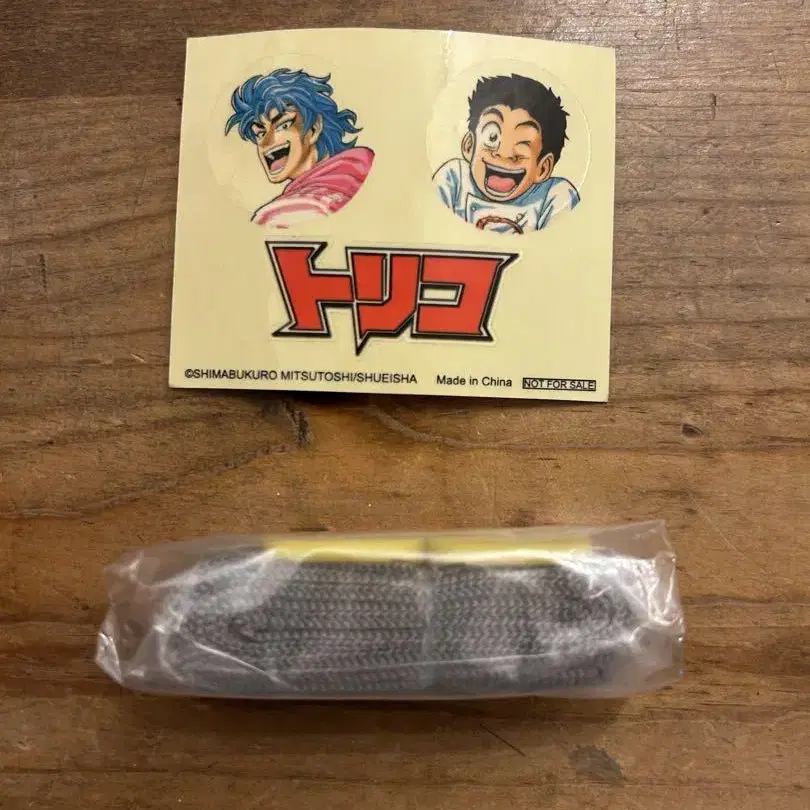 トリコ
©SHIMABUKURO MITSUTOSHI/SHUEISHA Made in China NOT FOR SALE